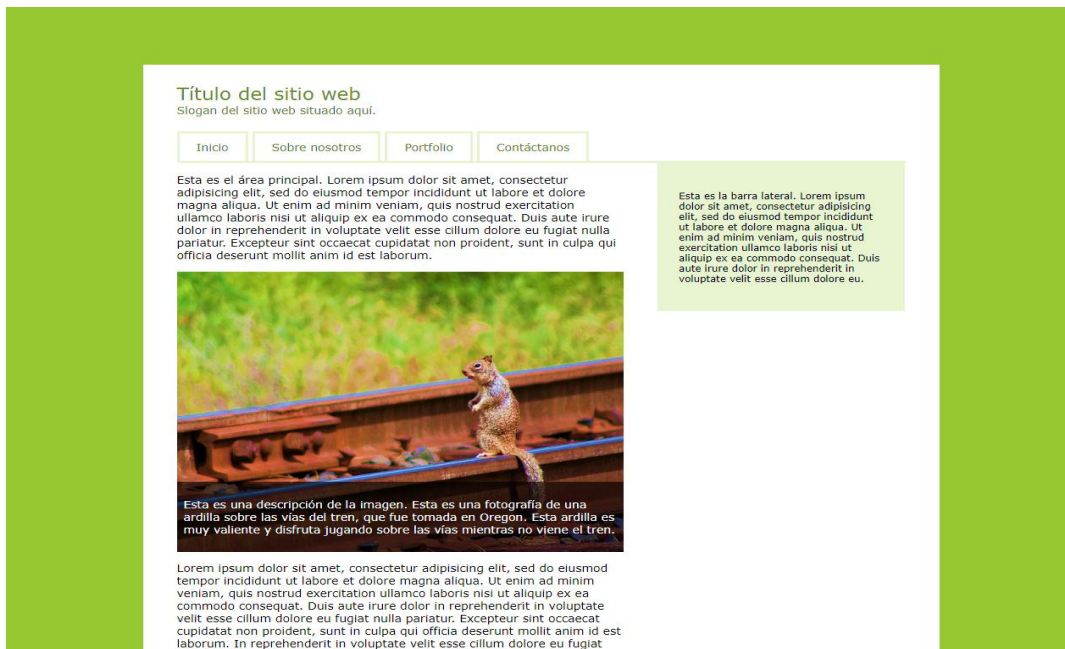 Título del sitio web
Slogan del sitio web situado aquí.
Inicio
Sobre nosotros
Portfolio
Contáctanos
Esta es el área principal. Lorem ipsum dolor sit amet, consectetur
adipisicing elit, sed do eiusmod tempor incididunt ut labore et dolore
magna aliqua. Ut enim ad minim veniam, quis nostrud exercitation
ullamco laboris nisi ut aliquip ex ea commodo consequat. Duis aute irure
dolor in reprehenderit in voluptate velit esse cillum dolore eu fugiat nulla
pariatur. Excepteur sint occaecat cupidatat non proident, sunt in culpa qui
officia deserunt mollit anim id est laborum.
Esta es una descripción de la imagen. Esta es una fotografía de una
ardilla sobre las vías del tren, que fue tomada en Oregon. Esta ardilla es
muy valiente y disfruta jugando sobre las vías mientras no viene el tren.
Lorem ipsum dolor sit amet, consectetur adipisicing elit, sed do eiusmod
tempor incididunt ut labore et dolore magna aliqua. Ut enim ad minim
veniam, quis nostrud exercitation ullamco laboris nisi ut aliquip ex ea
commodo consequat. Duis aute irure dolor in reprehenderit in voluptate
velit esse cillum dolore eu fugiat nulla pariatur. Excepteur sint occaecat
cupidatat non proident, sunt in culpa qui officia deserunt mollit anim id est
laborum. In reprehenderit in voluptate velit esse cillum dolore eu fugiat
Esta es la barra lateral. Lorem ipsum
dolor sit amet, consectetur adipisicing
elit, sed do eiusmod tempor incididunt
ut labore et dolore magna aliqua. Ut
enim ad minim veniam, quis nostrud
exercitation ullamco laboris nisi ut
aliquip ex ea commodo consequat. Duis
aute irure dolor in reprehenderit in
voluptate velit esse cillum dolore eu.